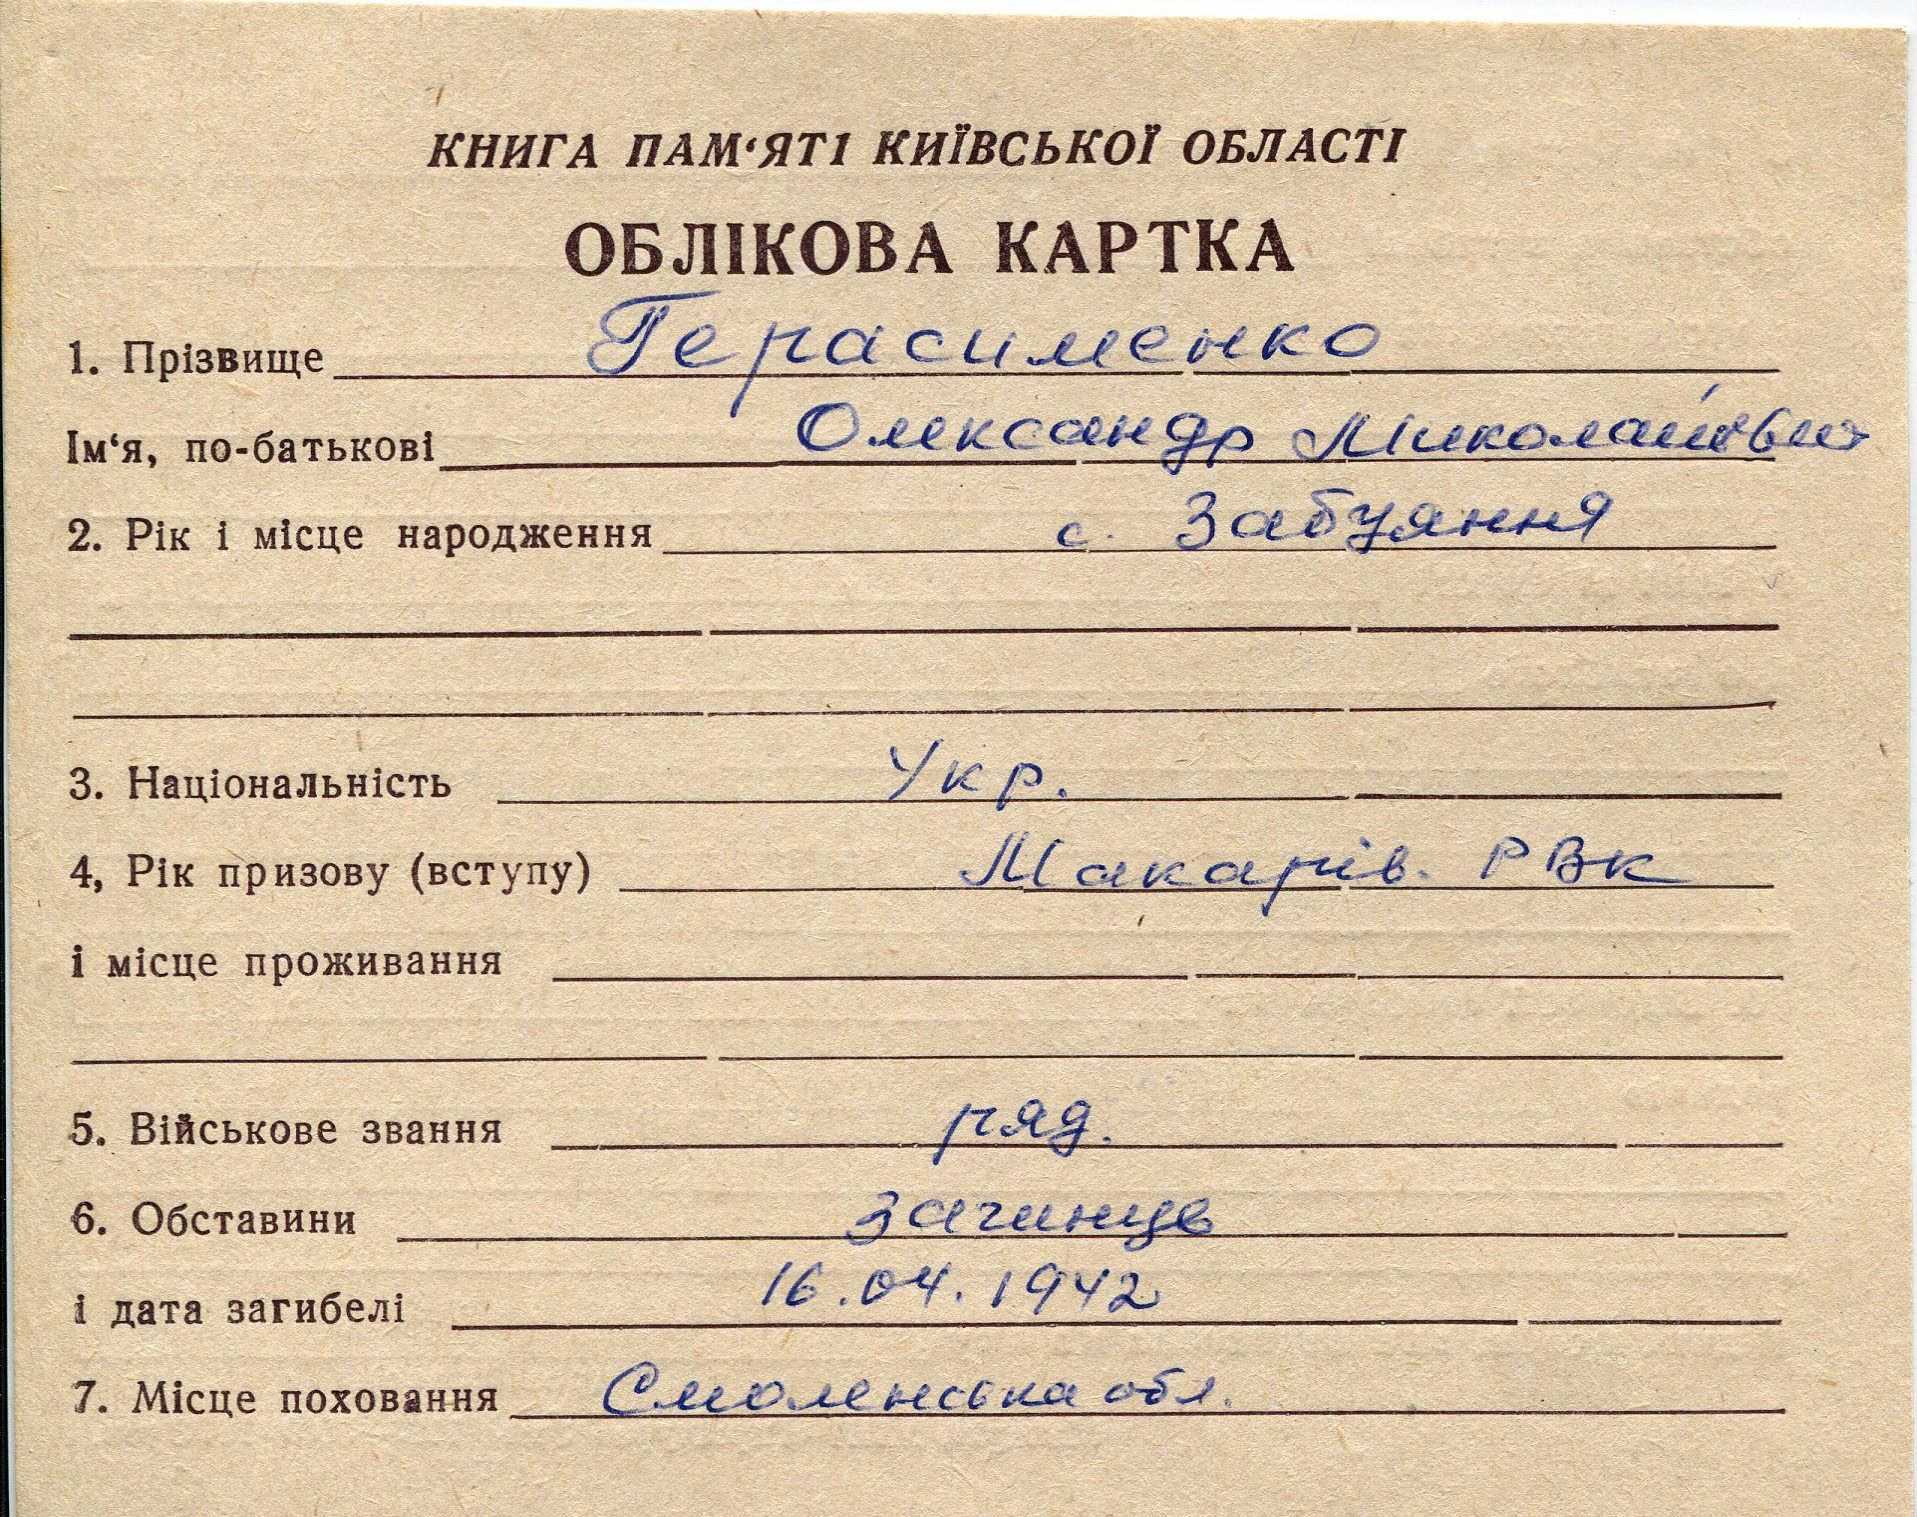 КНИГА ПАМ‘ЯТІ КИЇВСЬКОЇ ОБЛАСТІ
ОБЛІКОВА КАРТКА
1. Прізвище Герасименко
Ім‘я, по-батькові Олександр Миколайович
2. Рік і місце народження с. Забуяння
3. Національність Укр.
4, Рік призову (вступу) Макарів. РВК
і місце проживання
5. Військове звання ряд.
6. Обставини загинув
і дата загибелі 16.04.1942
7. Місце поховання Смоленська обл.